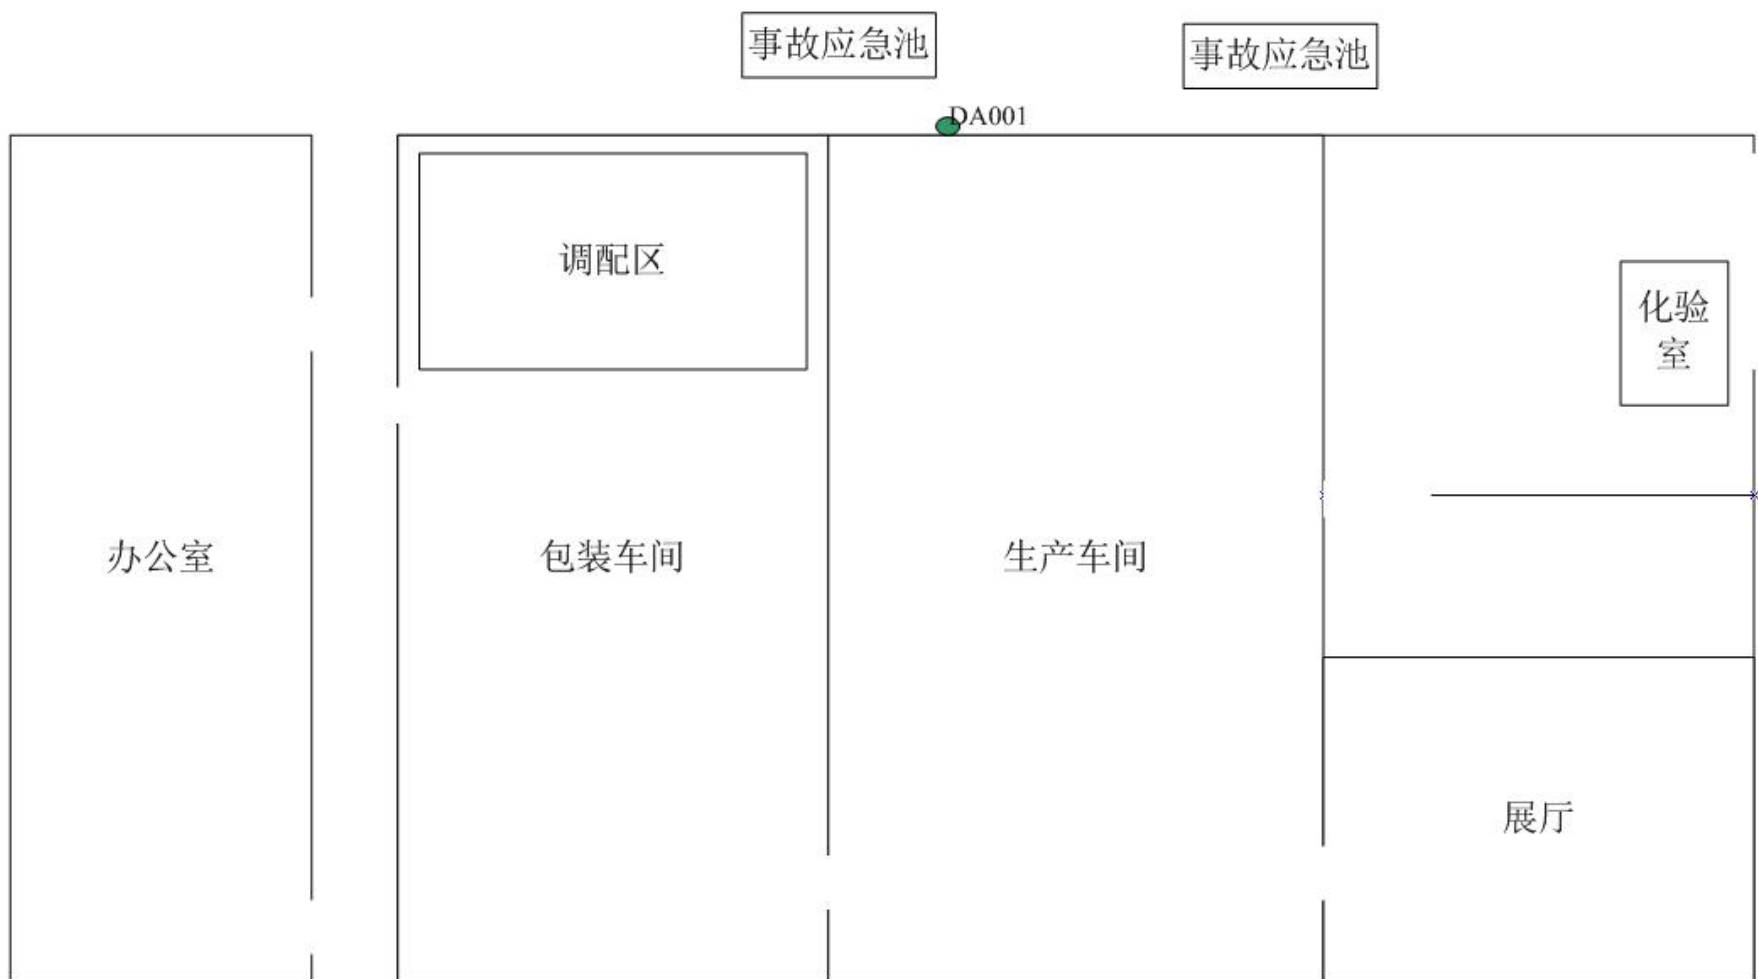 事故应急池
事故应急池
DA001
调配区
化验
室
办公室
包装车间
生产车间
展厅